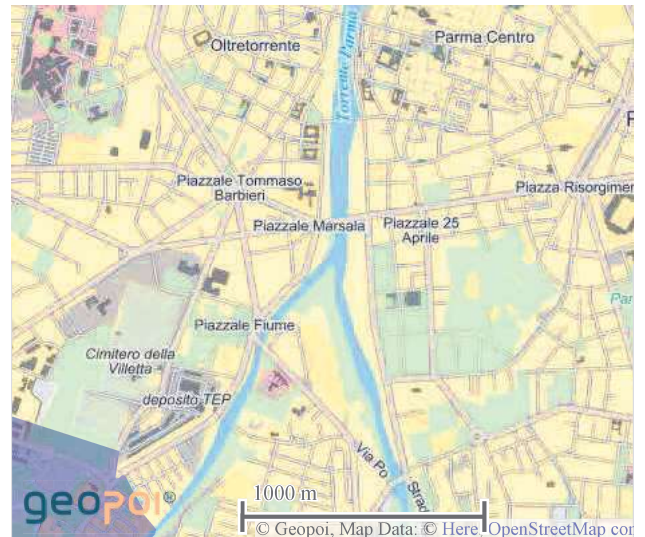 Oltretorrente
Parma Centro
Torrente Parma
Piazzale Tommaso
Barbieri
Piazza Risorgimen
Piazzale Marsala
Piazzale 25
Aprile
Par
Piazzale Fiume
Cimitero della
Villetta
deposito TEP
Via Po
Strad
geopoi®
1000 m
© Geopoi, Map Data: © Here, OpenStreetMap con